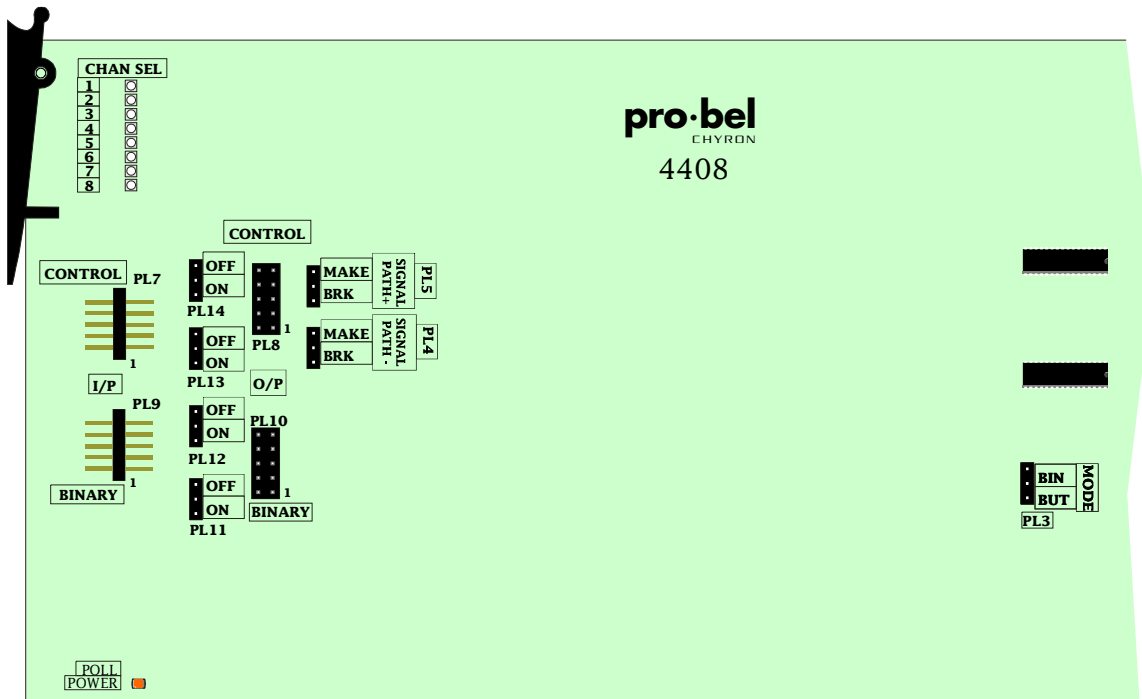 CHAN SEL
1
2
3
4
5
6
7
8
pro·bel
CHYRON
4408
CONTROL
CONTROL
PL7
1
I/P
PL9
1
BINARY
OFF
ON
PL14
OFF
ON
PL13
OFF
ON
PL12
OFF
ON
PL11
1
PL8
O/P
PL10
1
BINARY
MAKE
BRK
SIGNAL
PATH+
PL5
MAKE
BRK
SIGNAL
PATH -
PL4
BIN
BUT
MODE
PL3
POLL
POWER